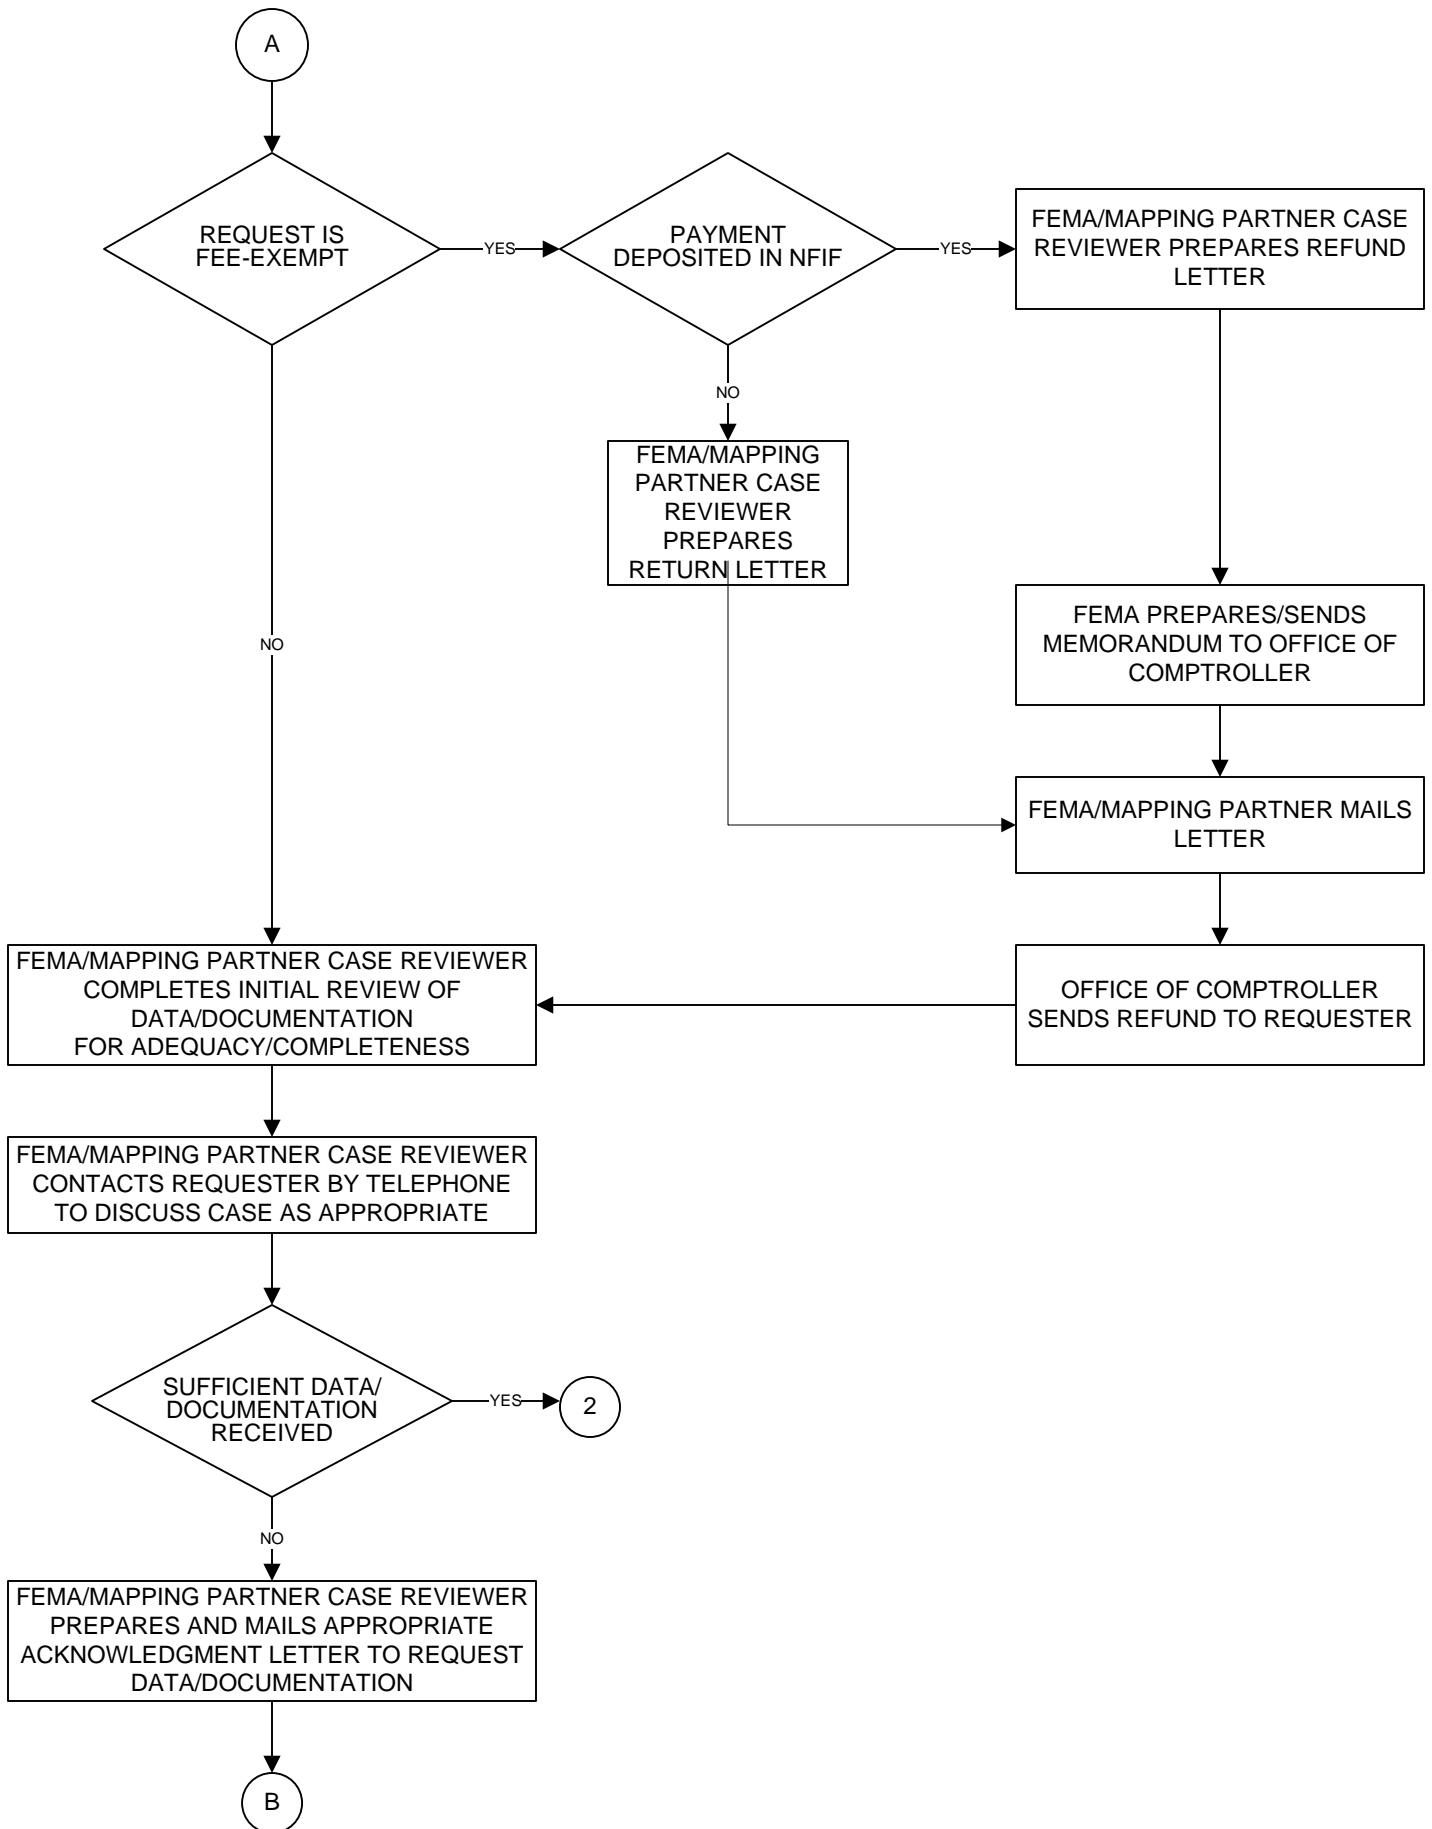 A
REQUEST IS
FEE-EXEMPT
YES
PAYMENT
DEPOSITED IN NFIF
YES
FEMA/MAPPING PARTNER CASE
REVIEWER PREPARES REFUND
LETTER
NO
FEMA/MAPPING
PARTNER CASE
REVIEWER
PREPARES
RETURN LETTER
FEMA PREPARES/SENDS
MEMORANDUM TO OFFICE OF
COMPTROLLER
NO
FEMA/MAPPING PARTNER MAILS
LETTER
OFFICE OF COMPTROLLER
SENDS REFUND TO REQUESTER
FEMA/MAPPING PARTNER CASE REVIEWER
COMPLETES INITIAL REVIEW OF
DATA/DOCUMENTATION
FOR ADEQUACY/COMPLETENESS
FEMA/MAPPING PARTNER CASE REVIEWER
CONTACTS REQUESTER BY TELEPHONE
TO DISCUSS CASE AS APPROPRIATE
SUFFICIENT DATA/
DOCUMENTATION
RECEIVED
YES
2
NO
FEMA/MAPPING PARTNER CASE REVIEWER
PREPARES AND MAILS APPROPRIATE
ACKNOWLEDGMENT LETTER TO REQUEST
DATA/DOCUMENTATION
B